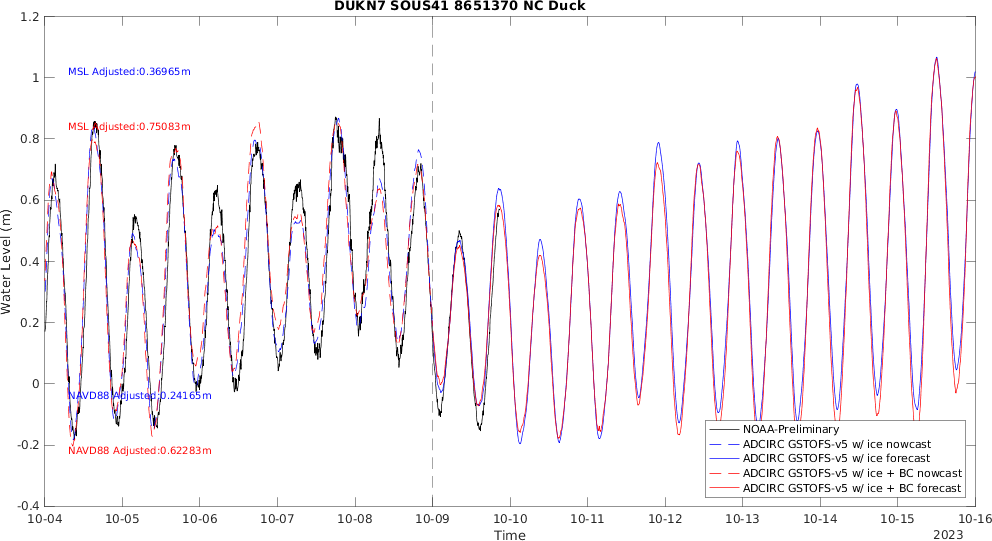 DUKN7 SOUS41 8651370 NC Duck
1.2
1
0.8
0.6
0.4
0.2
0
-0.2
-0.4
Water Level (m)
MSL Adjusted:0.36965m
MSL Adjusted:0.75083m
NAVD88 Adjusted:0.24165m
NAVD88 Adjusted:0.62283m
NOAA-Preliminary
ADCIRC GSTOFS-v5 w/ ice nowcast
ADCIRC GSTOFS-v5 w/ ice forecast
ADCIRC GSTOFS-v5 w/ ice + BC nowcast
ADCIRC GSTOFS-v5 w/ ice + BC forecast
10-04 10-05 10-06 10-07 10-08 10-09 10-10 10-11 10-12 10-13 10-14 10-15 10-16
Time
2023